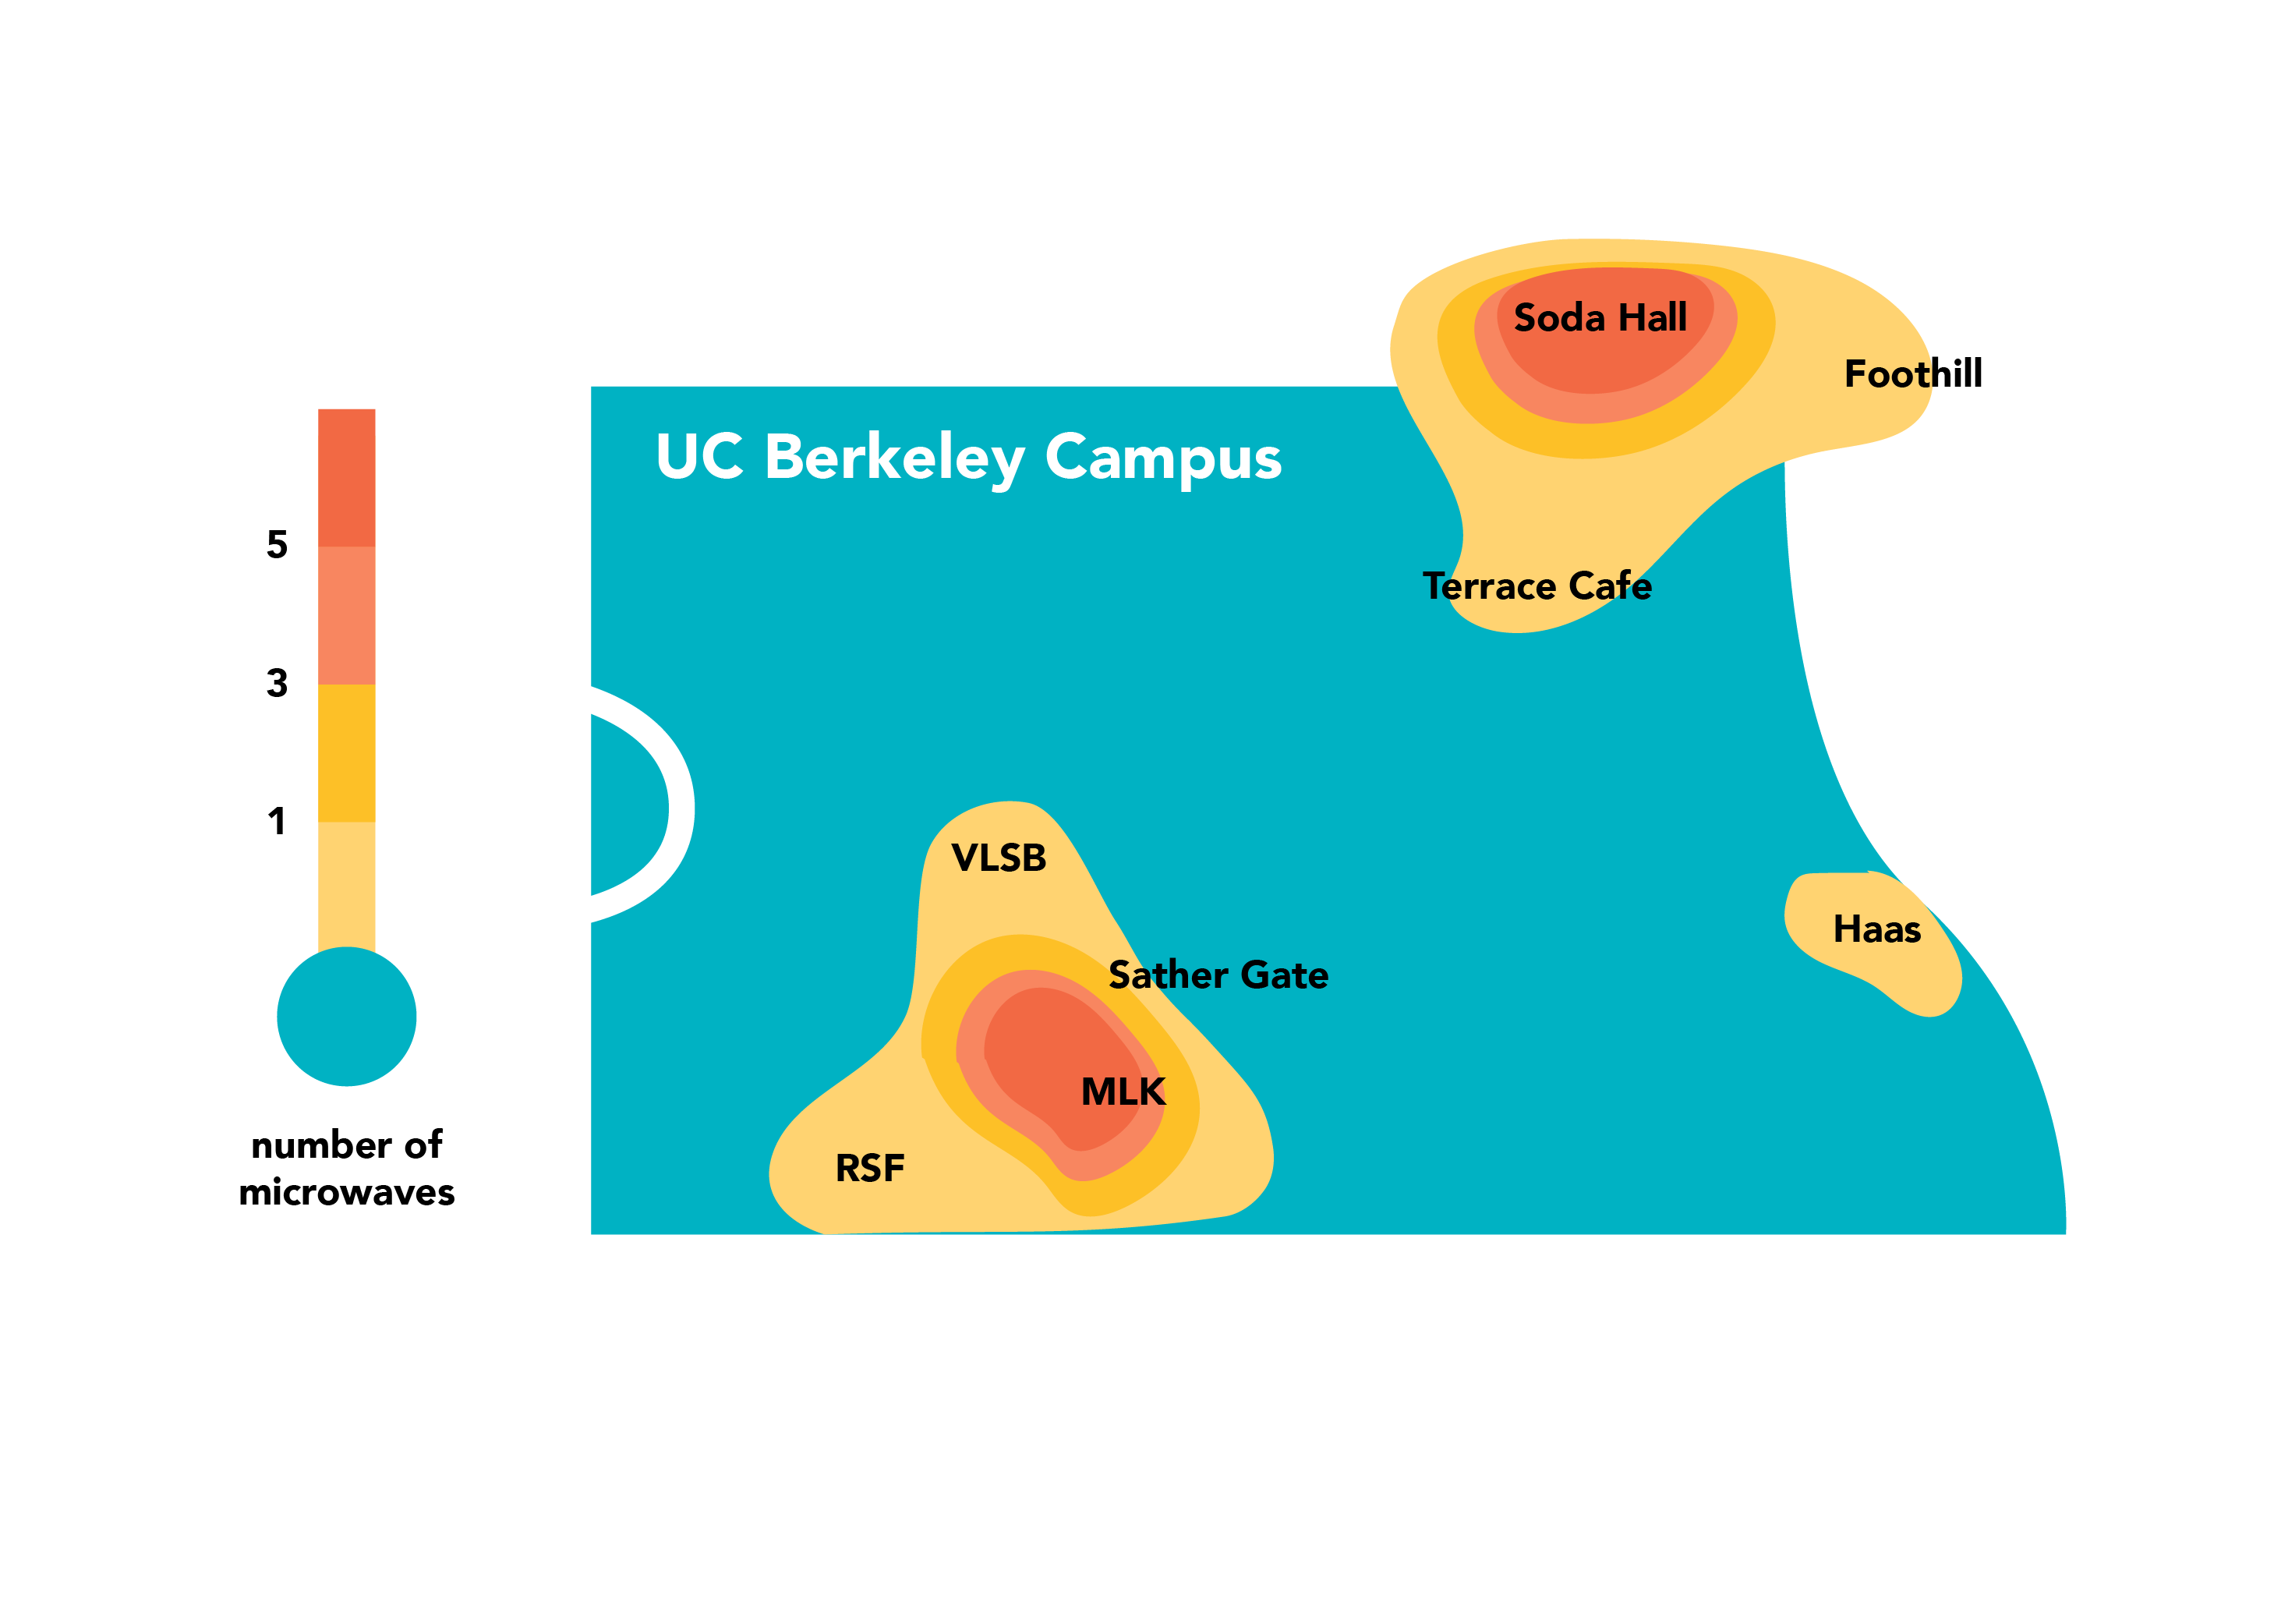 UC Berkeley Campus
Soda Hall
Foothill
Terrace Cafe
VLSB
Sather Gate
Haas
MLK
RSF
5
3
1
number of
microwaves